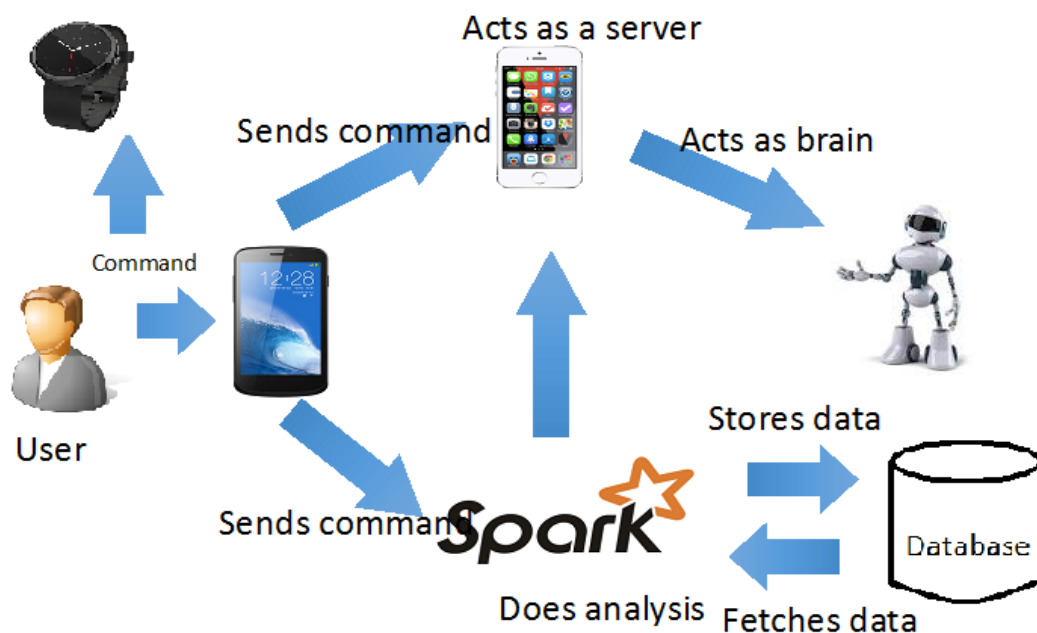 Acts as a server
Sends command
Acts as brain
Command
12:28
User
Stores data
Sends command
Spark
Database
Does analysis
Fetches data